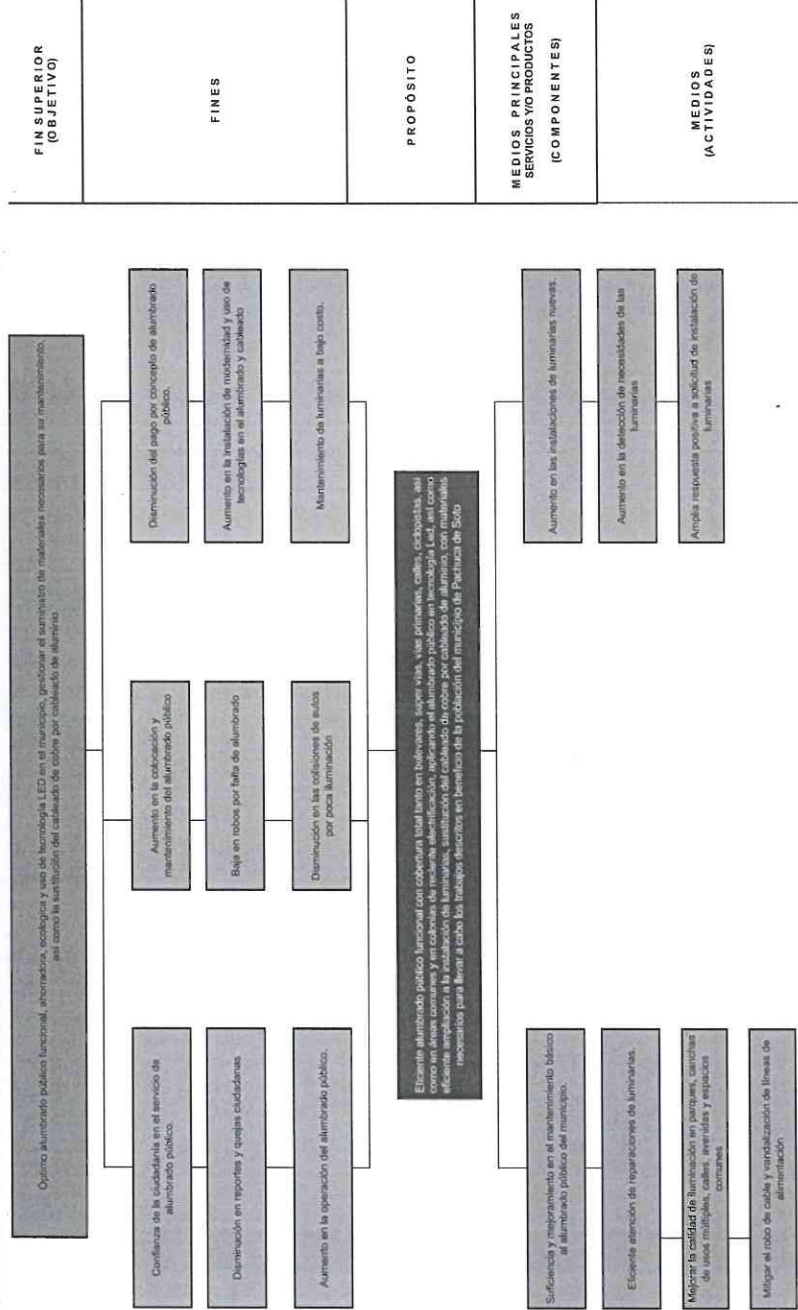 FIN SUPERIOR
(OBJETIVO)
Óptimo alumbrado público funcional, ahorradora, ecologica y uso de tecnología LED en el municipio, gestionar el suministro de materiales necesarios para su mantenimiento,
así como la sustitución del cableado de cobre por cableado de aluminio
FINES
Confianza de la ciudadanía en el servicio de
alumbrado público.
Disminución en reportes y quejas ciudadanas
Aumento en la operación del alumbrado público.
Aumento en la colocación y
mantenimiento del alumbrado público
Baja en robos por falta de alumbrado
Disminución en las colisiones de autos
por poca iluminación
Disminución del pago por concepto de alumbrado
público.
Aumento en la instalación de modernidad y uso de
tecnologías en el alumbrado y cableado
Mantenimiento de luminarias a bajo costo.
PROPÓSITO
Eficiente alumbrado público funcional con cobertura total tanto en bulevares, super vias, vias primarias, calles, ciclopistas, así
como en áreas comunes y en colonias de reciente electrificación, aplicando el alumbrado público en tecnología Led, así como
eficiente ampliación a la instalación de luminarias, sustitución del cableado de cobre por cableado de aluminio, con materiales
necesarios para llevar a cabo los trabajos descritos en beneficio de la población del municipio de Pachuca de Soto
MEDIOS PRINCIPALES
SERVICIOS Y/O PRODUCTOS
(COMPONENTES)
Suficiencia y mejoramiento en el mantenimiento básico
al alumbrado público del municipio.
Aumento en las instalaciones de luminarias nuevas.
MEDIOS
(ACTIVIDADES)
Eficiente atención de reparaciones de luminarias.
Mejorar la calidad de iluminación en parques, canchas
de usos múltiples, calles, avenidas y espacios
comunes
Mitigar el robo de cable y vandalización de líneas de
alimentación
Aumento en la detección de necesidades de las
luminarias
Amplia respuesta positiva a solicitud de instalación de
luminarias